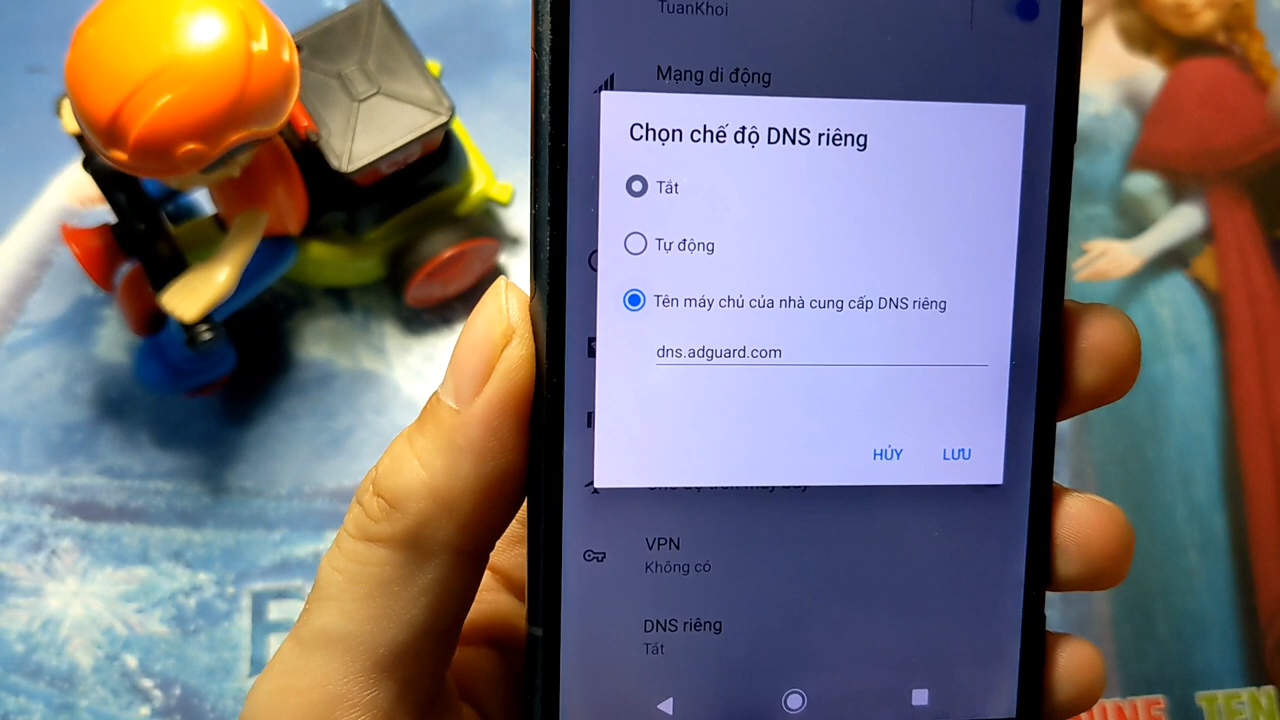 TuanKhoi
Mạng di động
Chọn chế độ DNS riêng
Tắt
Tự động
Tên máy chủ của nhà cung cấp DNS riêng
dns.adguard.com
HỦY
LƯU
VPN
Không có
DNS riêng
Tắt
TEN